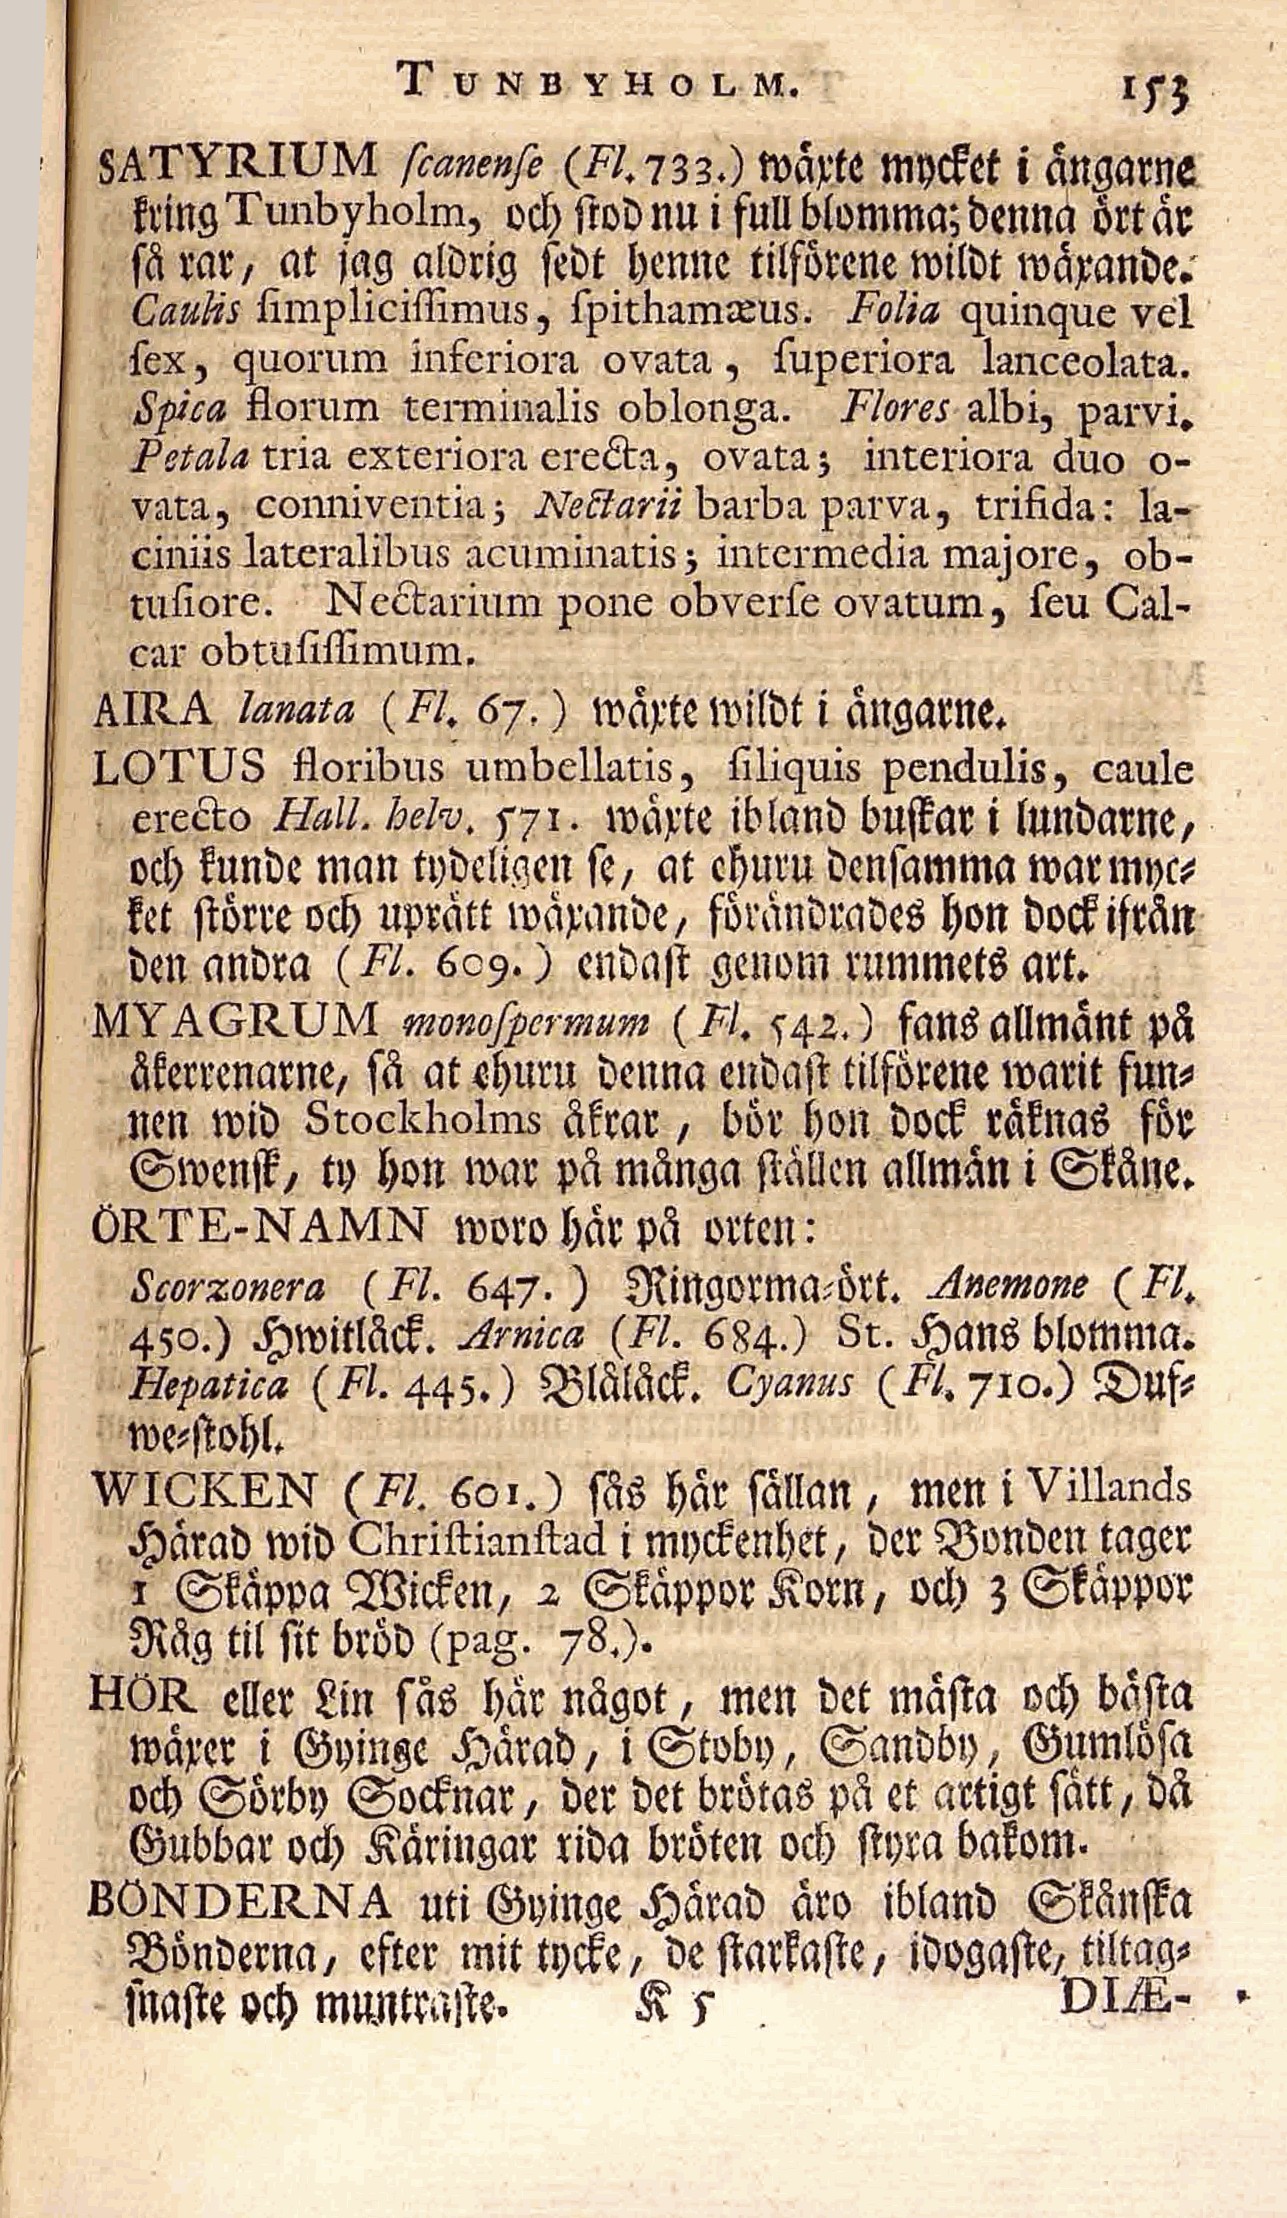 TUNBYHOLM. 153
SATYRIUM ſcanenſe (Fl. 733.) wäxte mycket i ängarne
kring Tunbyholm, och ſtod nu i full blomma; denna ört är
ſå rar, at jag aldrig ſedt henne tilförene wildt wäxande.
Caulis ſimpliciſſimus, ſpithamæus. Folia quinque vel
ſex, quorum inferiora ovata, ſuperiora lanceolata.
Spica florum terminalis oblonga. Flores albi, parvi.
Petala tria exteriora erecta, ovata; interiora duo o-
vata, conniventia; Nectarii barba parva, trifida: la-
ciniis lateralibus acuminatis; intermedia majore, ob-
tuſiore. Nectarium pone obverſe ovatum, ſeu Cal-
car obtuſiſſimum.
AIRA lanata (Fl. 67.) wäxte wildt i ängarne.
LOTUS floribus umbellatis, ſiliquis pendulis, caule
erecto Hall. helv. 571. wäxte ibland buſkar i lundarne,
och kunde man tydeligen ſe, at ehuru denſamma war myc-
ket ſtörre och uprätt wäxande, förändrades hon dock ifrån
den andra (Fl. 609.) endaſt genom rummets art.
MYAGRUM monoſpermum (Fl. 542.) fans allmänt på
åkerrenarne, ſå at ehuru denna endaſt tilförene warit fun-
nen wid Stockholms åkrar, bör hon dock räknas för
Swenſk, ty hon war på många ſtällen allmän i Skåne.
ÖRTE-NAMN woro här på orten:
Scorzonera (Fl. 647.) Ringorma-ört. Anemone (Fl.
450.) Hwitlåck. Arnica (Fl. 684.) St. Hans blomma.
Hepatica (Fl. 445.) Blålåck. Cyanus (Fl. 710.) Duf-
we-ſtohl.
WICKEN (Fl. 601.) ſås här ſällan, men i Villands
Härad wid Chriſtianſtad i myckenhet, der Bonden tager
1 Skäppa Wicken, 2 Skäppor Korn, och 3 Skäppor
Råg til ſit bröd (pag. 78.).
HÖR eller Lin ſås här något, men det mäſta och bäſta
wäxer i Gyinge Härad, i Stoby, Sandby, Gumlöſa
och Sörby Socknar, der det brötas på et artigt ſätt, då
Gubbar och Käringar rida bröten och ſtyra bakom.
BÖNDERNA uti Gyinge Härad äro ibland Skånſka
Bönderna, efter mit tycke, de ſtarkaſte, idogaſte, tiltag-
ſnaſte och muntraſte. K 5 DIÆ-